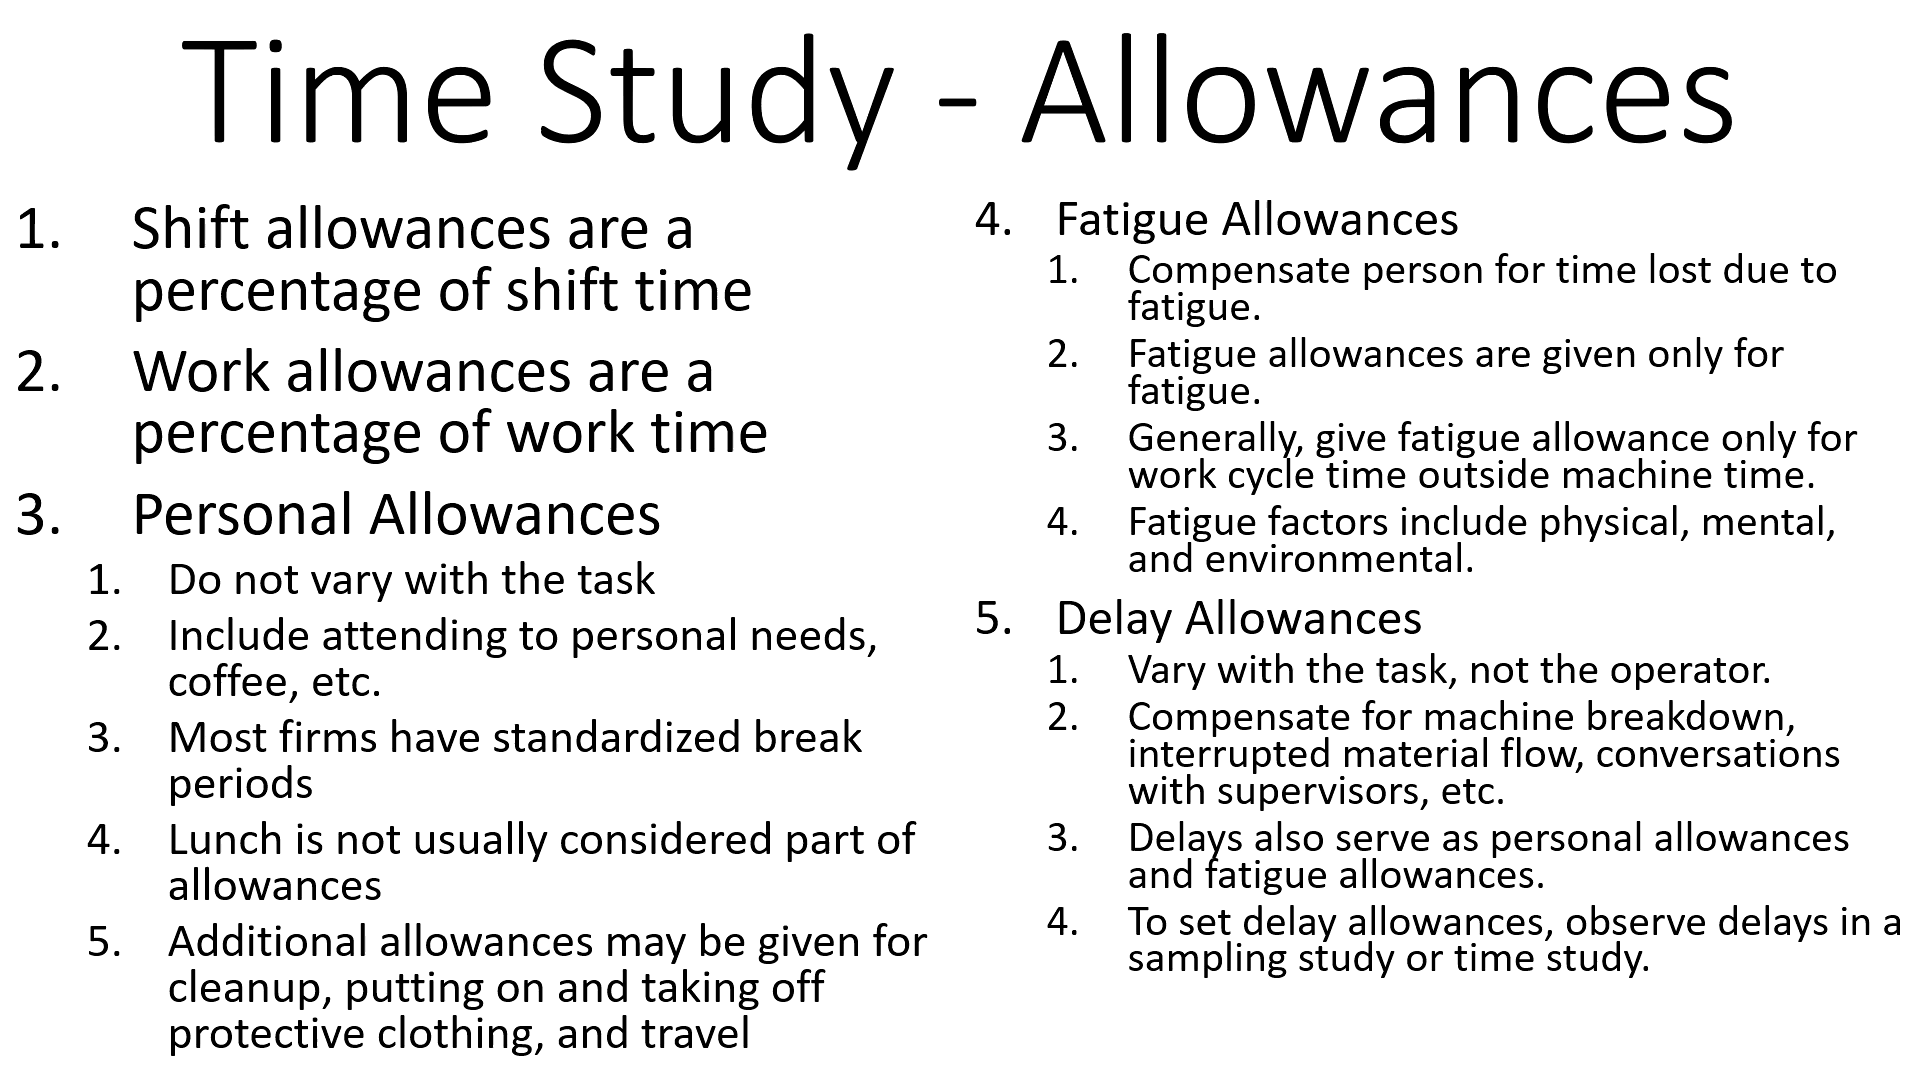 Time Study - Allowances
1. Shift allowances are a
percentage of shift time
2. Work allowances are a
percentage of work time
3. Personal Allowances
1. Do not vary with the task
2. Include attending to personal needs,
coffee, etc.
3. Most firms have standardized break
periods
4. Lunch is not usually considered part of
allowances
5. Additional allowances may be given for
cleanup, putting on and taking off
protective clothing, and travel
4. Fatigue Allowances
1. Compensate person for time lost due to
fatigue.
2. Fatigue allowances are given only for
fatigue.
3. Generally, give fatigue allowance only for
work cycle time outside machine time.
4. Fatigue factors include physical, mental,
and environmental.
5. Delay Allowances
1. Vary with the task, not the operator.
2. Compensate for machine breakdown,
interrupted material flow, conversations
with supervisors, etc.
3. Delays also serve as personal allowances
and fatigue allowances.
4. To set delay allowances, observe delays in a
sampling study or time study.